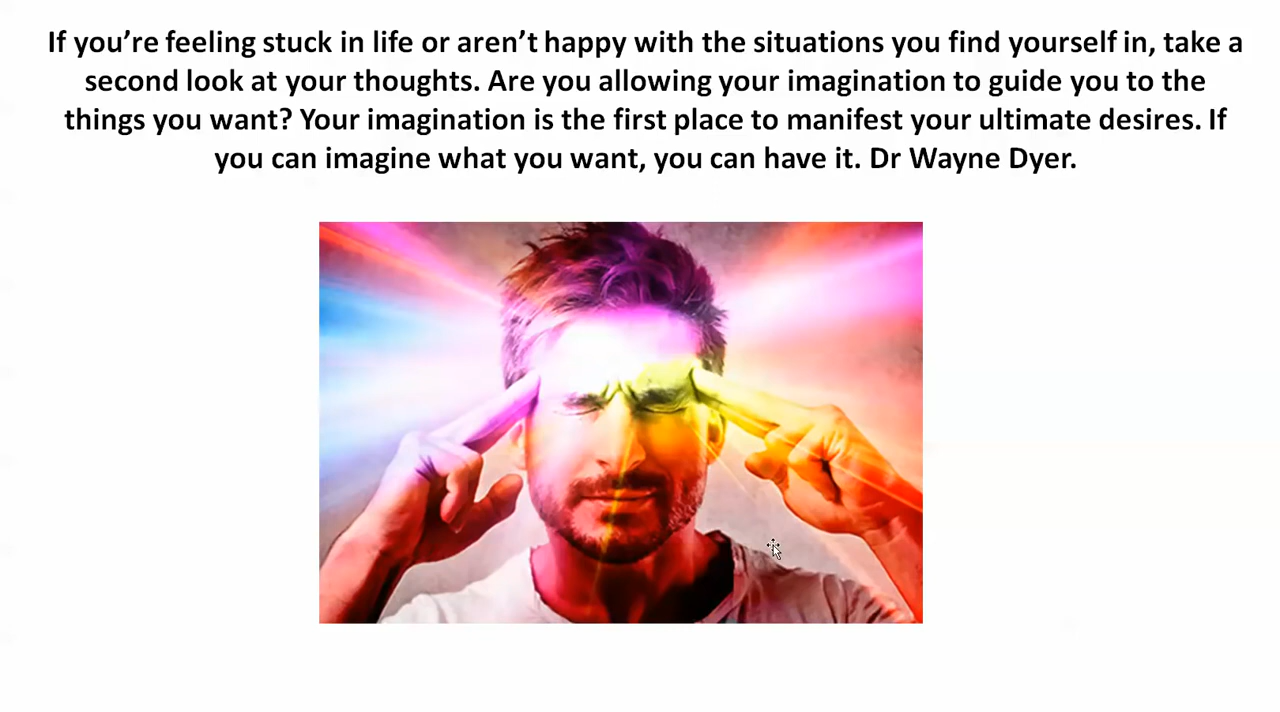 If you’re feeling stuck in life or aren’t happy with the situations you find yourself in, take a
second look at your thoughts. Are you allowing your imagination to guide you to the
things you want? Your imagination is the first place to manifest your ultimate desires. If
you can imagine what you want, you can have it. Dr Wayne Dyer.